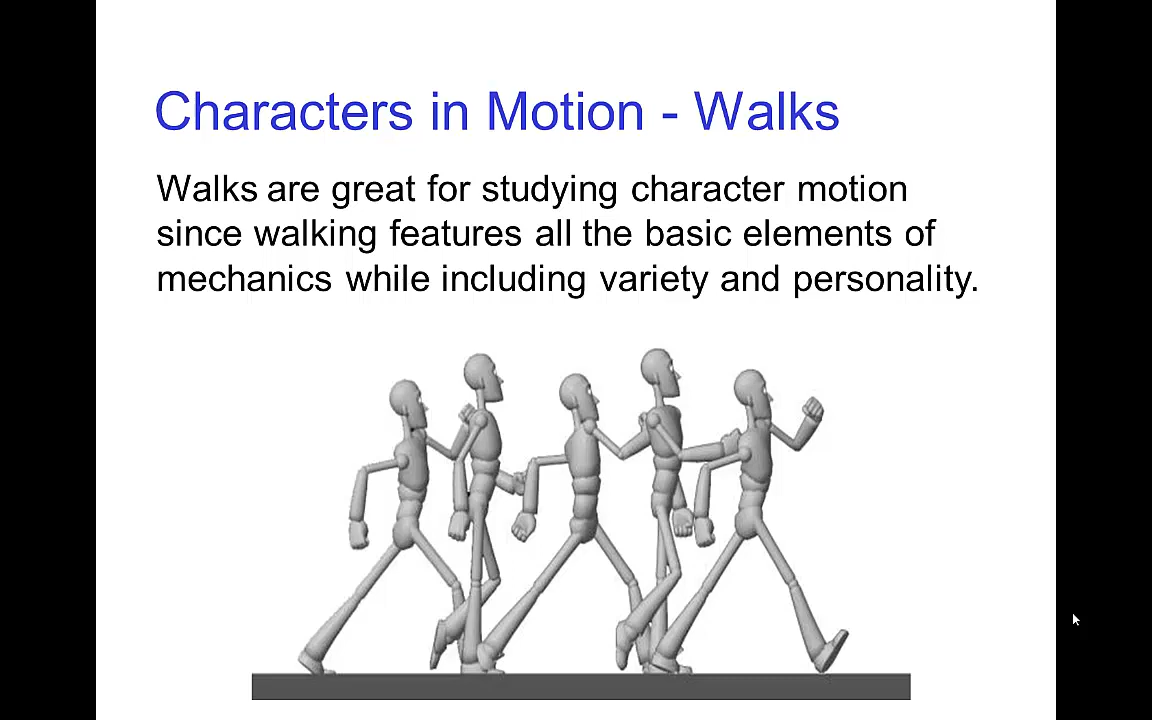 Characters in Motion - Walks
Walks are great for studying character motion
since walking features all the basic elements of
mechanics while including variety and personality.